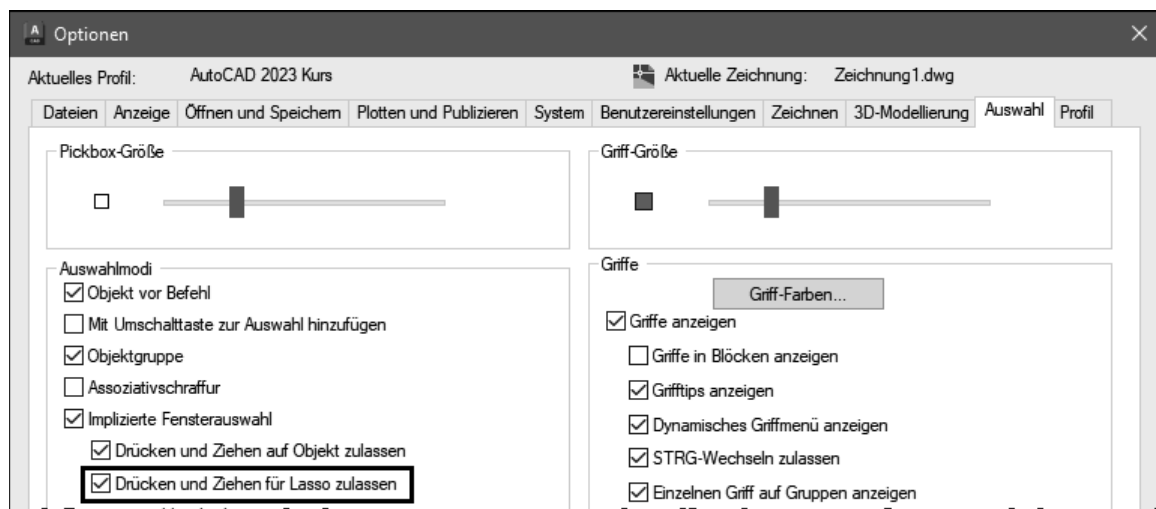 A
CAD
Optionen
Aktuelles Profil: AutoCAD 2023 Kurs Aktuelle Zeichnung: Zeichnung1.dwg
Dateien Anzeige Öffnen und Speichern Plotten und Publizieren System Benutzereinstellungen Zeichnen 3D-Modellierung Auswahl Profil
Pickbox-Größe
Griff-Größe
Auswahlmodi
Objekt vor Befehl
Mit Umschalttaste zur Auswahl hinzufügen
Objektgruppe
Assoziativschraffur
Implizierte Fensterauswahl
Drücken und Ziehen auf Objekt zulassen
Drücken und Ziehen für Lasso zulassen
Griffe
Griff-Farben...
Griffe anzeigen
Griffe in Blöcken anzeigen
Grifftips anzeigen
Dynamisches Griffmenü anzeigen
STRG-Wechseln zulassen
Einzelnen Griff auf Gruppen anzeigen